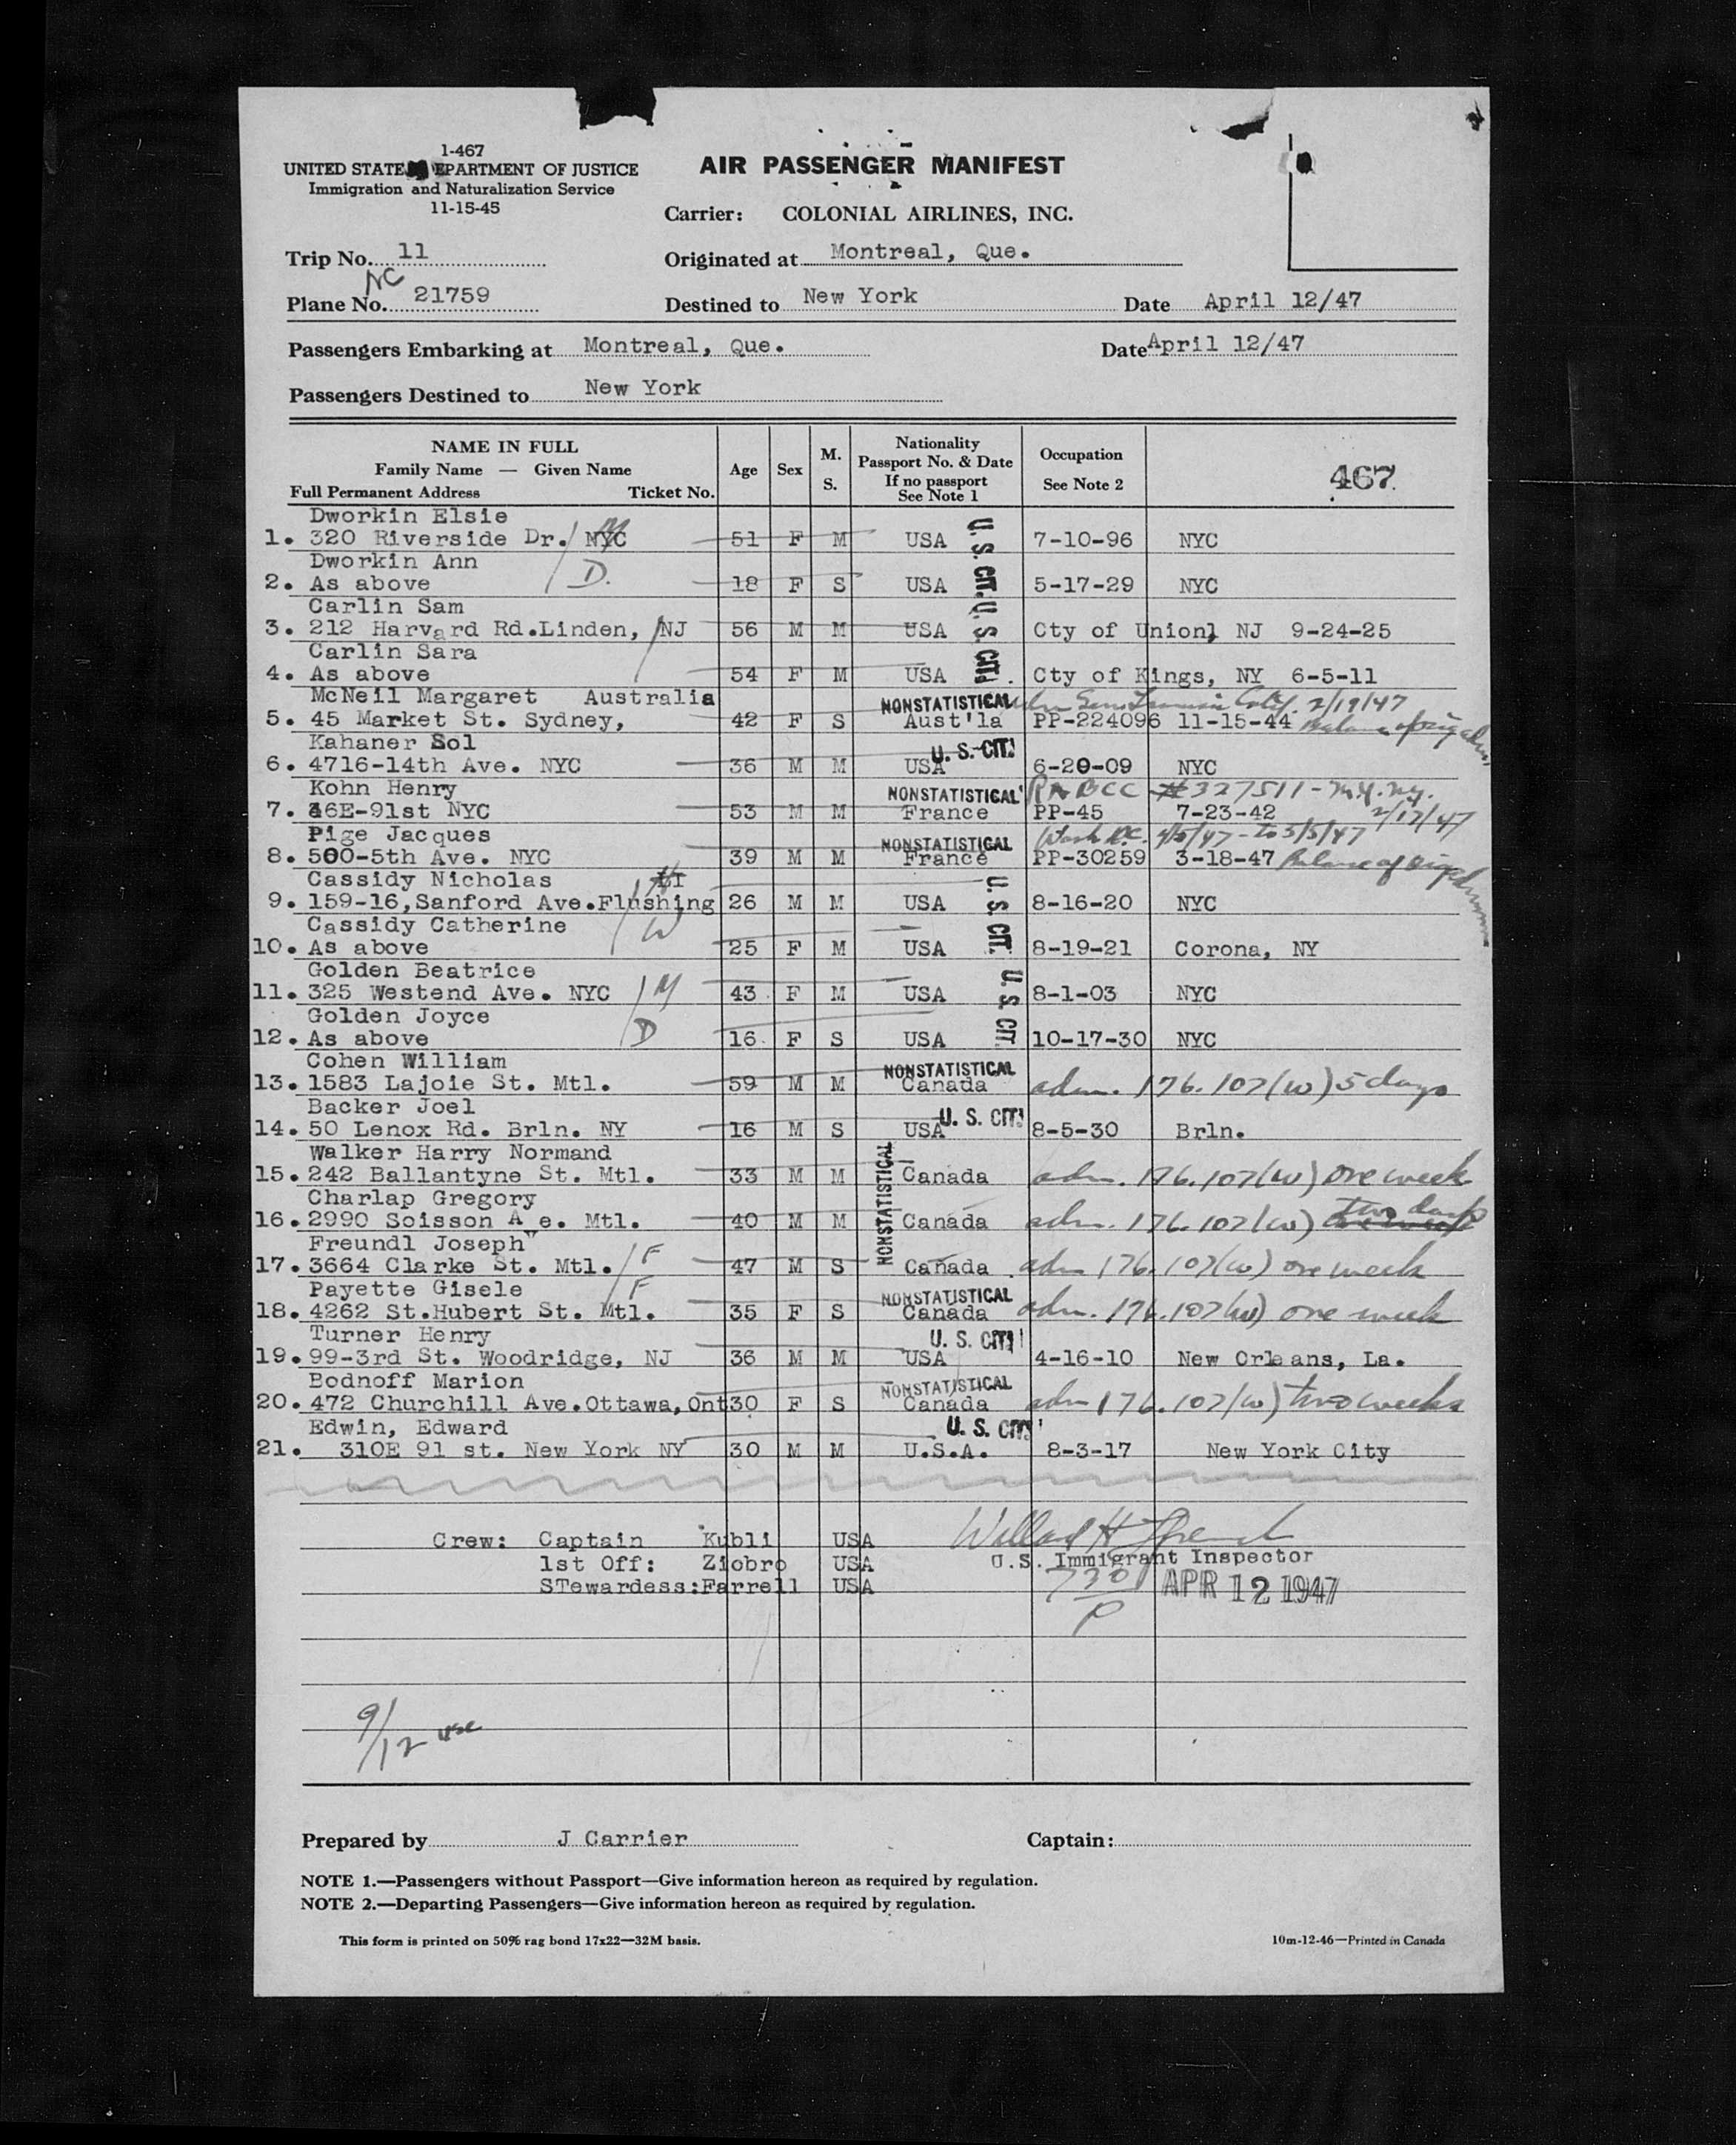 1-467
UNITED STATES DEPARTMENT OF JUSTICE
Immigration and Naturalization Service
11-15-45
AIR PASSENGER MANIFEST
Carrier: COLONIAL AIRLINES, INC.
Trip No. 11
Originated at Montreal, Que.
NC
Plane No. 21759
Destined to New York
Date April 12/47
Passengers Embarking at Montreal, Que.
Date April 12/47
Passengers Destined to New York
NAME IN FULL
Family Name — Given Name
Full Permanent Address Ticket No.
Age
Sex
M. S.
Nationality
Passport No. & Date
If no passport
See Note 1
Occupation
See Note 2
467
Dworkin Elsie
1. 320 Riverside Dr. NYC M 51 F M USA U. S. CIT. 7-10-96 NYC
Dworkin Ann
2. As above D. 18 F S USA 5-17-29 NYC
Carlin Sam
3. 212 Harvard Rd.Linden, NJ 56 M M USA U. S. CIT. Cty of Union, NJ 9-24-25
Carlin Sara
4. As above 54 F M USA Cty of Kings, NY 6-5-11
McNeil Margaret Australia NONSTATISTICAL 2/19/47
5. 45 Market St. Sydney, 42 F S Aust'la PP-224096 11-15-44 Balance of
Kahaner Sol U. S. CIT.
6. 4716-14th Ave. NYC 36 M M USA 6-20-09 NYC
Kohn Henry NONSTATISTICAL #327511-N.Y. N.Y.
7. 46E-91st NYC 53 M M France PP-45 7-23-42 2/17/47
Pige Jacques NONSTATISTICAL Wash D.C. to 5/5/47
8. 500-5th Ave. NYC 39 M M France PP-30259 3-18-47 Balance of
Cassidy Nicholas H
9. 159-16,Sanford Ave.Flushing 26 M M USA U. S. CIT. 8-16-20 NYC
Cassidy Catherine
10. As above W 25 F M USA 8-19-21 Corona, NY
Golden Beatrice
11. 325 Westend Ave. NYC M 43 F M USA U. S. CIT. 8-1-03 NYC
Golden Joyce
12. As above D 16 F S USA 10-17-30 NYC
Cohen William NONSTATISTICAL
13. 1583 Lajoie St. Mtl. 59 M M Canada adm. 176.107(w) 5 days
Backer Joel U. S. CIT.
14. 50 Lenox Rd. Brln. NY 16 M S USA 8-5-30 Brln.
Walker Harry Normand NONSTATISTICAL
15. 242 Ballantyne St. Mtl. 33 M M Canada adm. 176.107(w) one week
Charlap Gregory
16. 2990 Soisson A e. Mtl. 40 M M Canada adm. 176.107(w) two days
Freundl Joseph
17. 3664 Clarke St. Mtl. F 47 M S Canada adm 176.107(w) one week
Payette Gisele F NONSTATISTICAL
18. 4262 St.Hubert St. Mtl. 35 F S Canada adm. 176.107(w) one week
Turner Henry U. S. CIT.
19. 99-3rd St. Woodridge, NJ 36 M M USA 4-16-10 New Orleans, La.
Bodnoff Marion NONSTATISTICAL
20. 472 Churchill Ave.Ottawa,Ont 30 F S Canada adm 176.107(w) two weeks
Edwin, Edward U. S. CIT.
21. 310E 91 st. New York NY 30 M M U.S.A. 8-3-17 New York City
Crew: Captain Kubli USA
1st Off: Ziobro USA
STewardess: Farrell USA
U.S. Immigrant Inspector
730 P
APR 12 1947
9/12 use
Prepared by J Carrier
Captain:
NOTE 1.—Passengers without Passport—Give information hereon as required by regulation.
NOTE 2.—Departing Passengers—Give information hereon as required by regulation.
This form is printed on 50% rag bond 17x22—32M basis.
10m-12-46—Printed in Canada